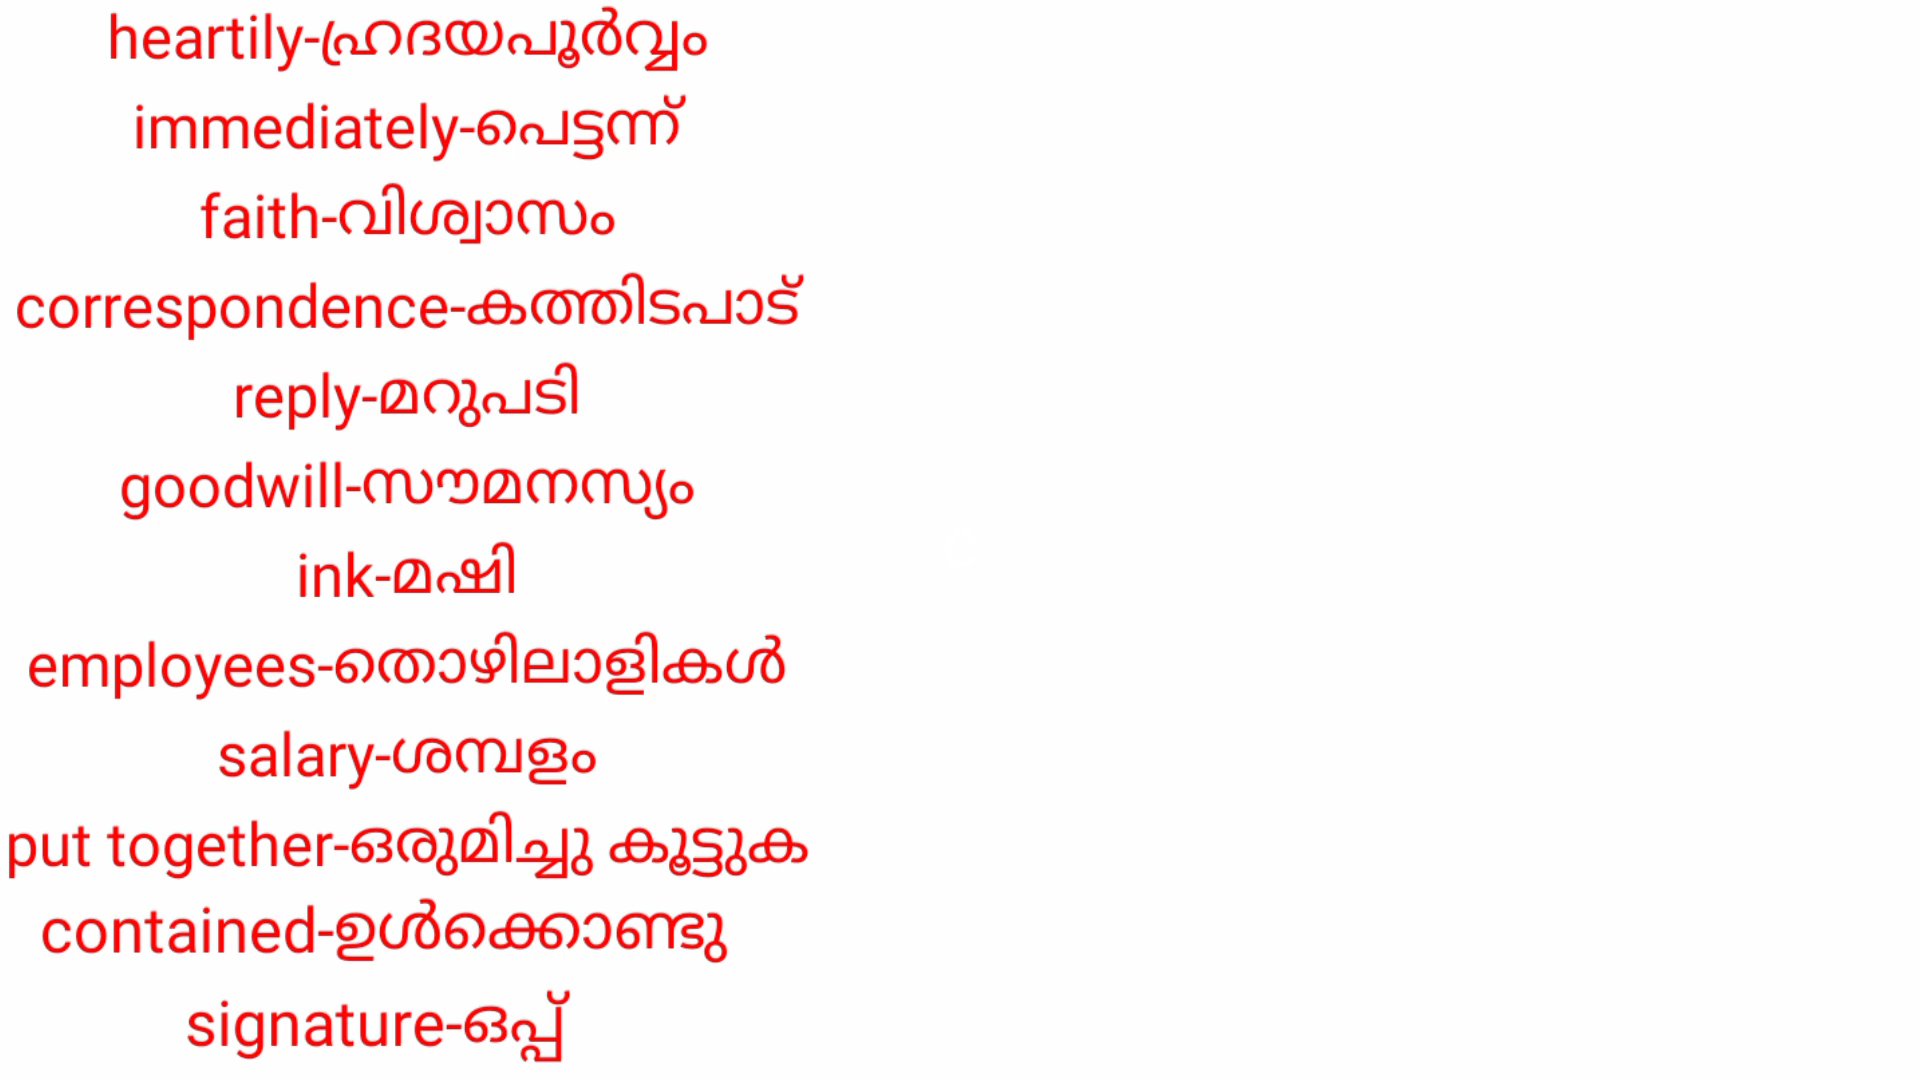 heartily-ഹ്രദയപൂർവ്വം
immediately-പെട്ടന്ന്
faith-വിശ്വാസം
correspondence-കത്തിടപാട്
reply-മറുപടി
goodwill-സൗമനസ്യം
ink-മഷി
employees-തൊഴിലാളികൾ
salary-ശമ്പളം
put together-ഒരുമിച്ചു കൂട്ടുക
contained-ഉൾക്കൊണ്ടു
signature-ഒപ്പ്